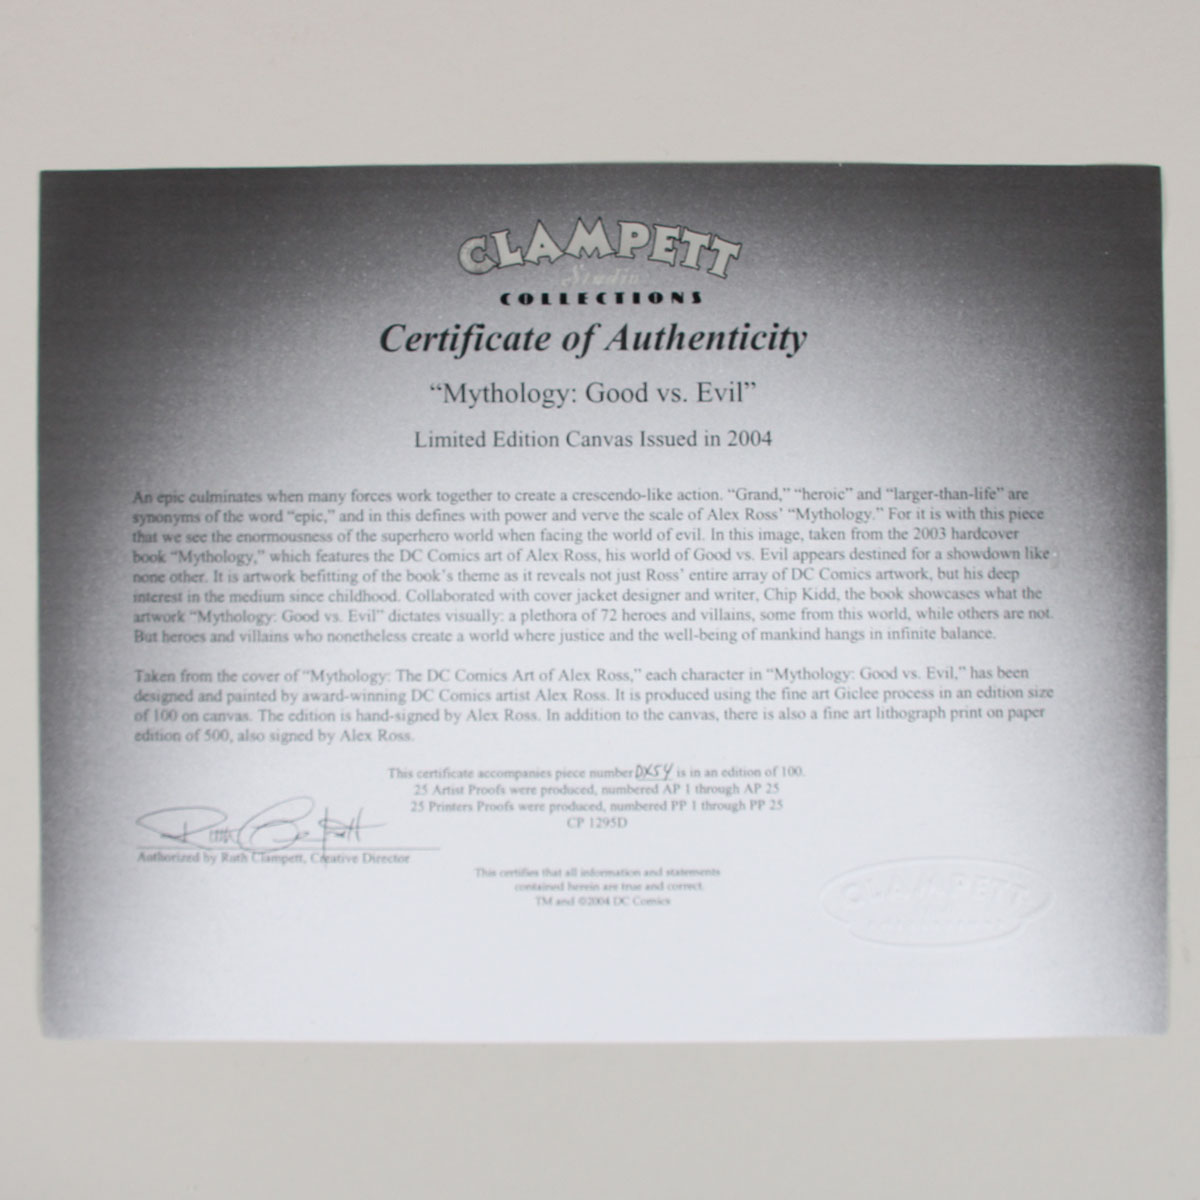 CLAMPETT
Studio
COLLECTIONS
Certificate of Authenticity
“Mythology: Good vs. Evil”
Limited Edition Canvas Issued in 2004
An epic culminates when many forces work together to create a crescendo-like action. “Grand,” “heroic” and “larger-than-life” are
synonyms of the word “epic,” and in this defines with power and verve the scale of Alex Ross’ “Mythology.” For it is with this piece
that we see the enormousness of the superhero world when facing the world of evil. In this image, taken from the 2003 hardcover
book “Mythology,” which features the DC Comics art of Alex Ross, his world of Good vs. Evil appears destined for a showdown like
none other. It is artwork befitting of the book’s theme as it reveals not just Ross’ entire array of DC Comics artwork, but his deep
interest in the medium since childhood. Collaborated with cover jacket designer and writer, Chip Kidd, the book showcases what the
artwork “Mythology: Good vs. Evil” dictates visually: a plethora of 72 heroes and villains, some from this world, while others are not.
But heroes and villains who nonetheless create a world where justice and the well-being of mankind hangs in infinite balance.
Taken from the cover of “Mythology: The DC Comics Art of Alex Ross,” each character in “Mythology: Good vs. Evil,” has been
designed and painted by award-winning DC Comics artist Alex Ross. It is produced using the fine art Giclee process in an edition size
of 100 on canvas. The edition is hand-signed by Alex Ross. In addition to the canvas, there is also a fine art lithograph print on paper
edition of 500, also signed by Alex Ross.
This certificate accompanies piece number DX54 is in an edition of 100.
25 Artist Proofs were produced, numbered AP 1 through AP 25
25 Printers Proofs were produced, numbered PP 1 through PP 25
CP 1295D
Ruth Clampett
Authorized by Ruth Clampett, Creative Director
This certifies that all information and statements
contained herein are true and correct.
TM and ©2004 DC Comics
CLAMPETT